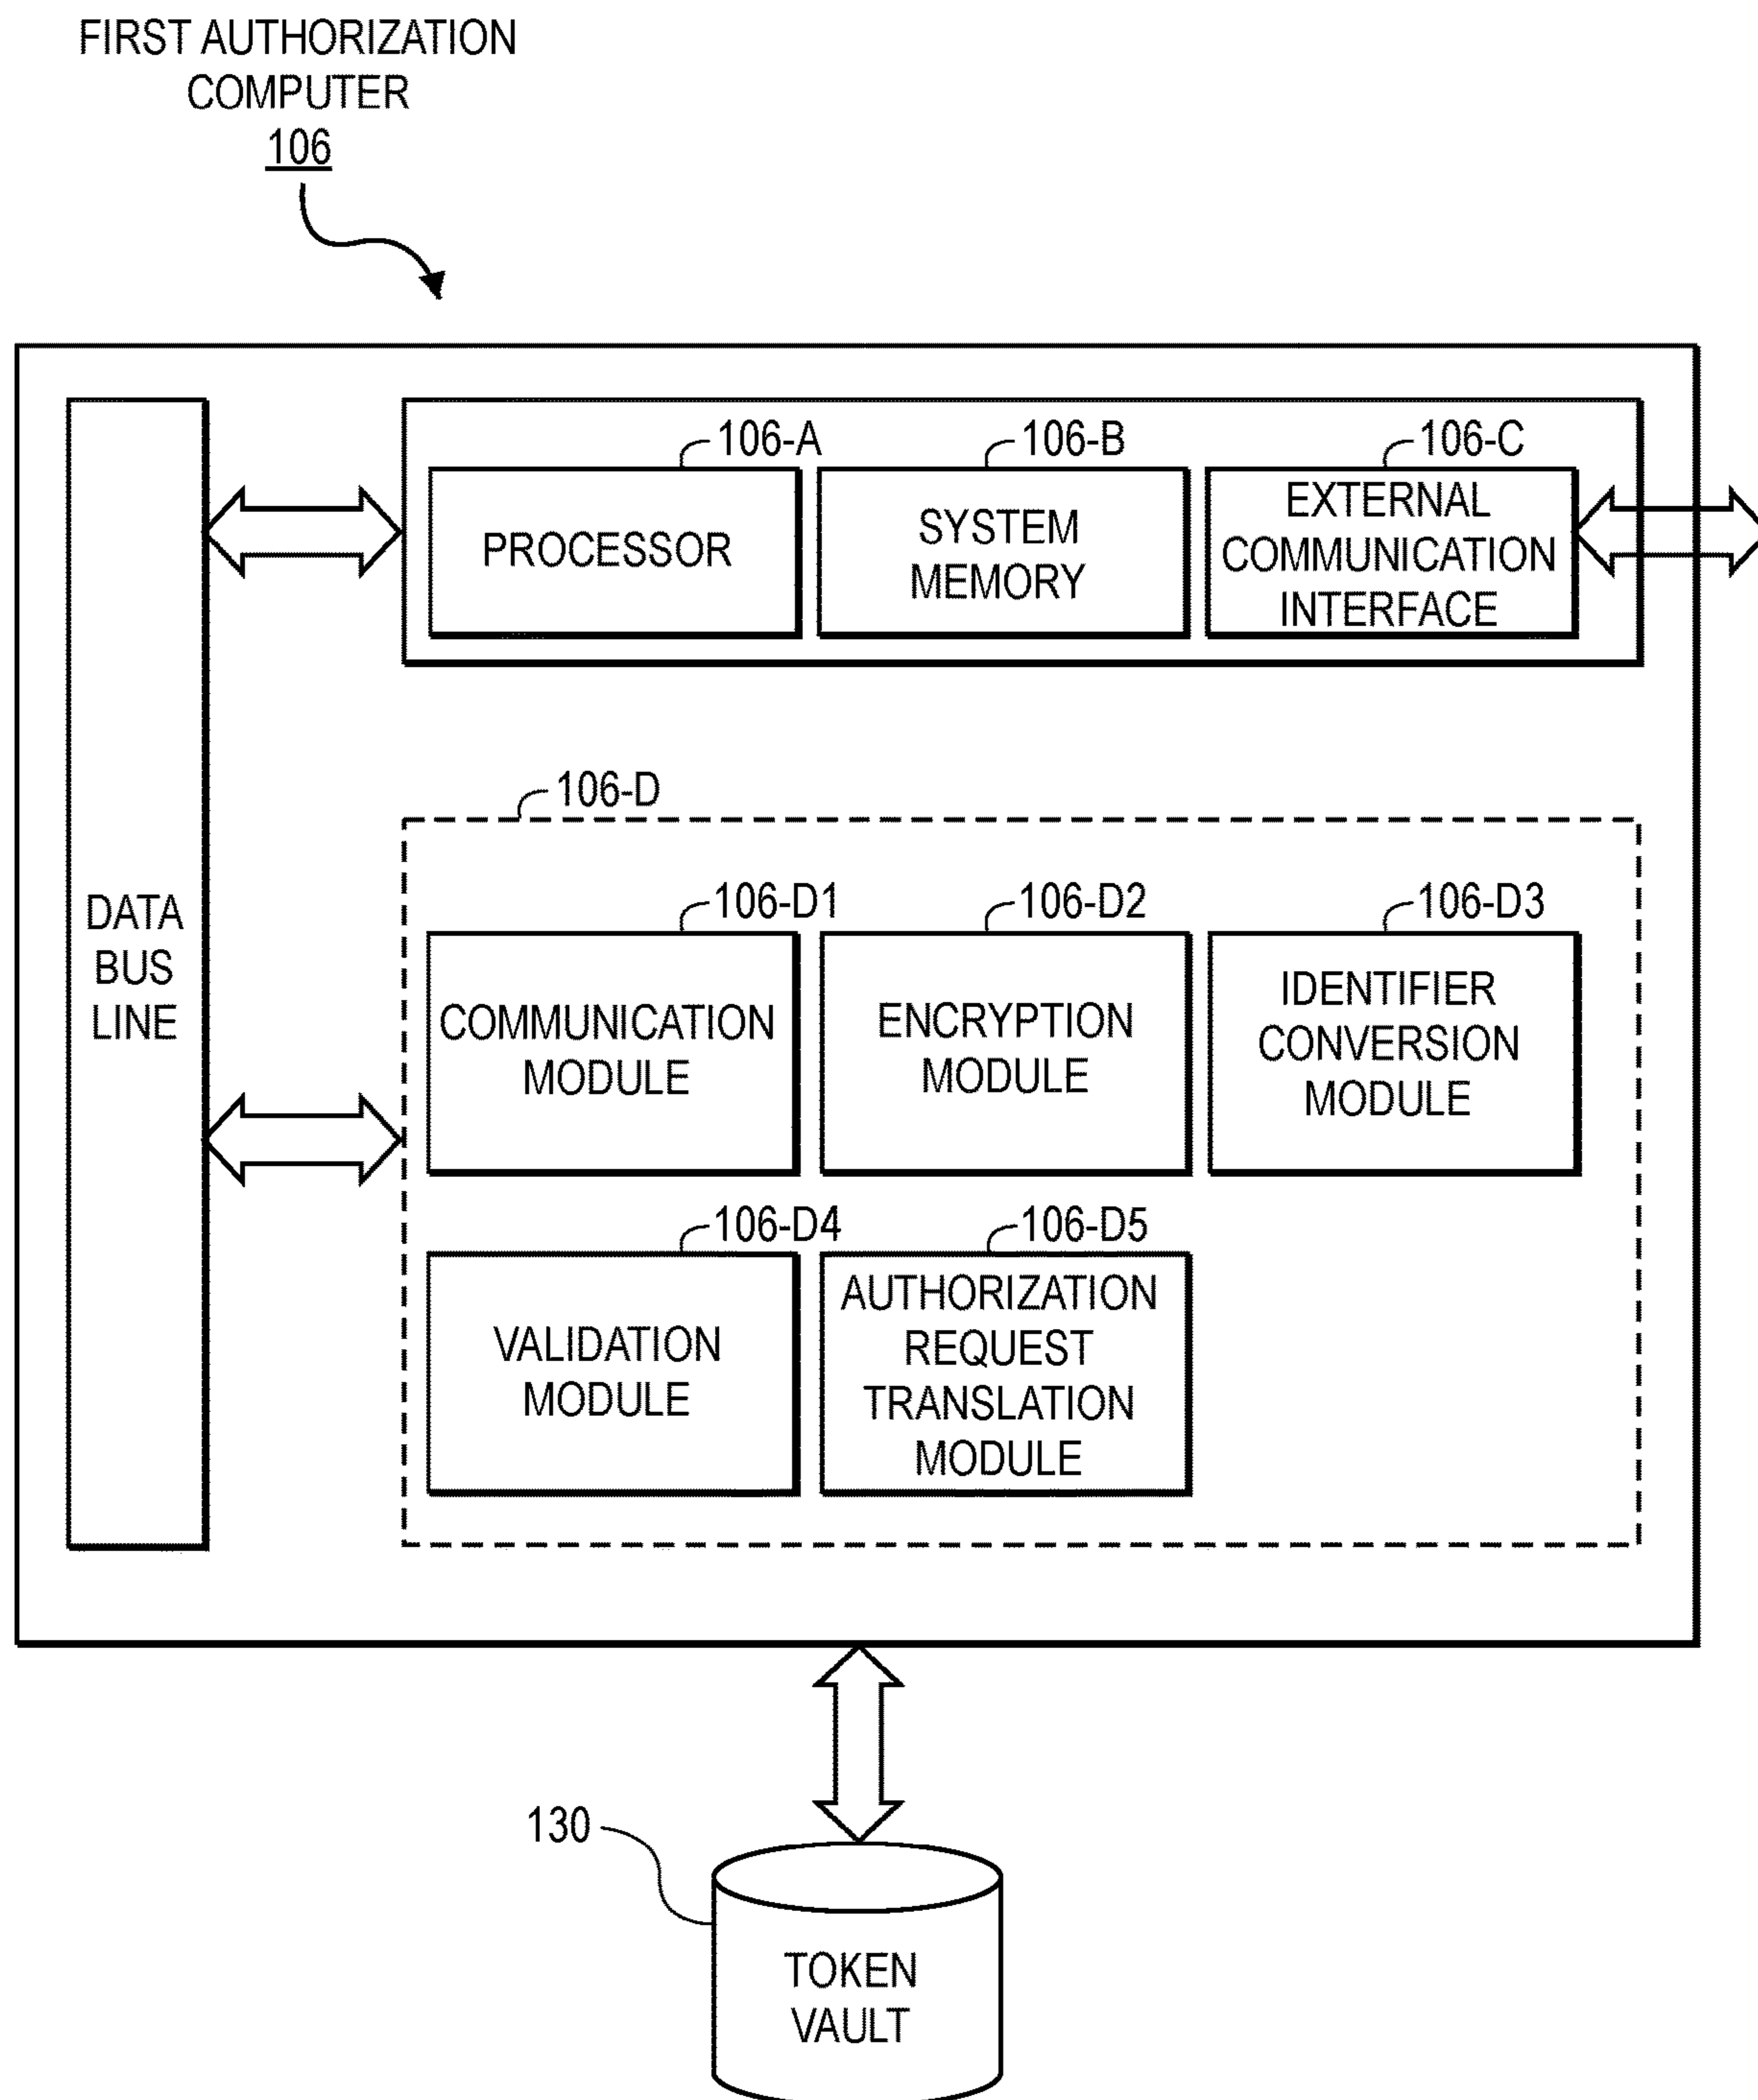 FIRST AUTHORIZATION
COMPUTER
106
106-A
106-B
106-C
PROCESSOR
SYSTEM
MEMORY
EXTERNAL
COMMUNICATION
INTERFACE
DATA
BUS
LINE
106-D
106-D1
106-D2
106-D3
COMMUNICATION
MODULE
ENCRYPTION
MODULE
IDENTIFIER
CONVERSION
MODULE
106-D4
106-D5
VALIDATION
MODULE
AUTHORIZATION
REQUEST
TRANSLATION
MODULE
130
TOKEN
VAULT